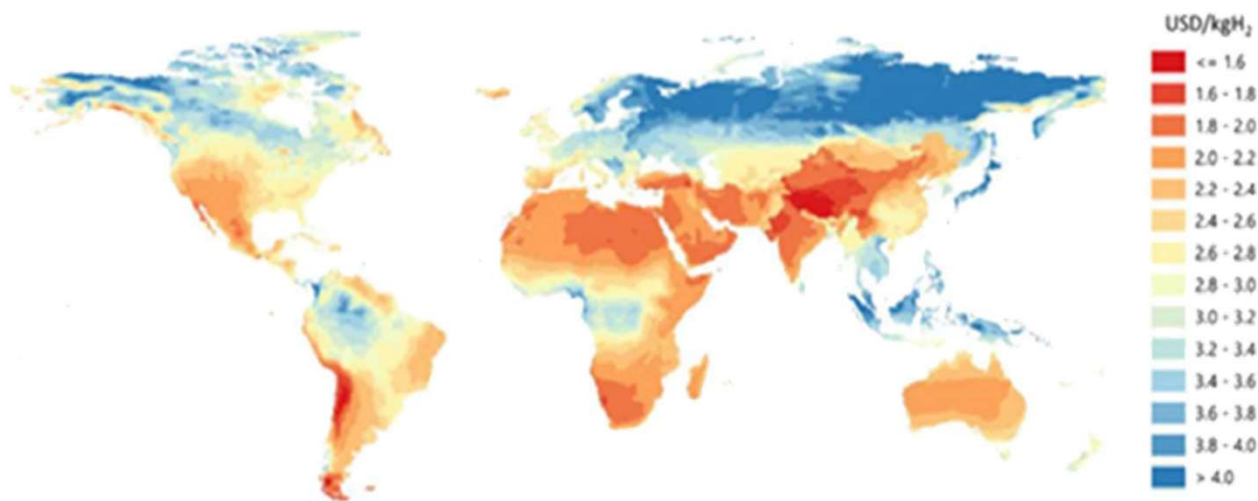 USD/kgH₂
<= 1.6
1.6 - 1.8
1.8 - 2.0
2.0 - 2.2
2.2 - 2.4
2.4 - 2.6
2.6 - 2.8
2.8 - 3.0
3.0 - 3.2
3.2 - 3.4
3.4 - 3.6
3.6 - 3.8
3.8 - 4.0
> 4.0